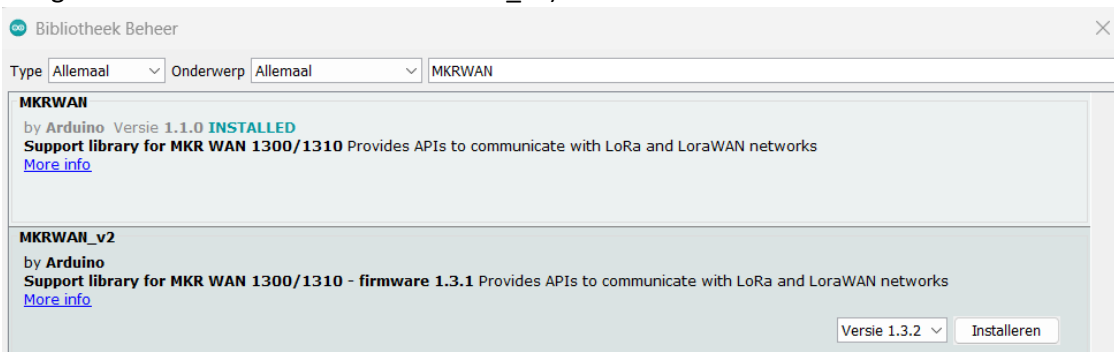 Bibliotheek Beheer
Type Allemaal Onderwerp Allemaal MKRWAN
MKRWAN
by Arduino Versie 1.1.0 INSTALLED
Support library for MKR WAN 1300/1310 Provides APIs to communicate with LoRa and LoraWAN networks
More info
MKRWAN_v2
by Arduino
Support library for MKR WAN 1300/1310 - firmware 1.3.1 Provides APIs to communicate with LoRa and LoraWAN networks
More info
Versie 1.3.2 Installeren